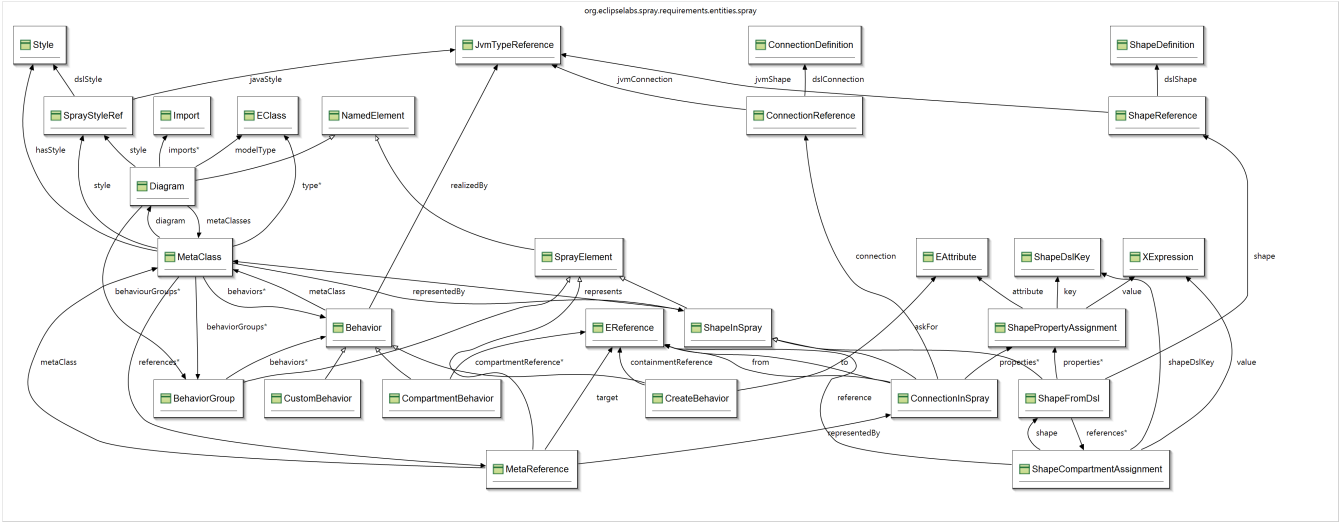 org.eclipselabs.spray.requirements.entities.spray
Style
JvmTypeReference
ConnectionDefinition
ShapeDefinition
dslStyle
javaStyle
jvmConnection
jvmShape
dslConnection
dslShape
SprayStyleRef
Import
EClass
NamedElement
ConnectionReference
ShapeReference
hasStyle
style
imports*
modelType
style
type*
realizedBy
Diagram
diagram
metaClasses
MetaClass
SprayElement
connection
EAttribute
ShapeDslKey
XExpression
shape
behaviourGroups*
behaviors*
metaClass
representedBy
represents
attribute
key
value
behaviorGroups*
Behavior
EReference
ShapeInSpray
askFor
ShapePropertyAssignment
metaClass
references*
behaviors*
compartmentReference*
containmentReference
from
to
properties*
properties*
shapeDslKey
value
BehaviorGroup
CustomBehavior
CompartmentBehavior
target
CreateBehavior
reference
ConnectionInSpray
ShapeFromDsl
representedBy
shape
references*
MetaReference
ShapeCompartmentAssignment